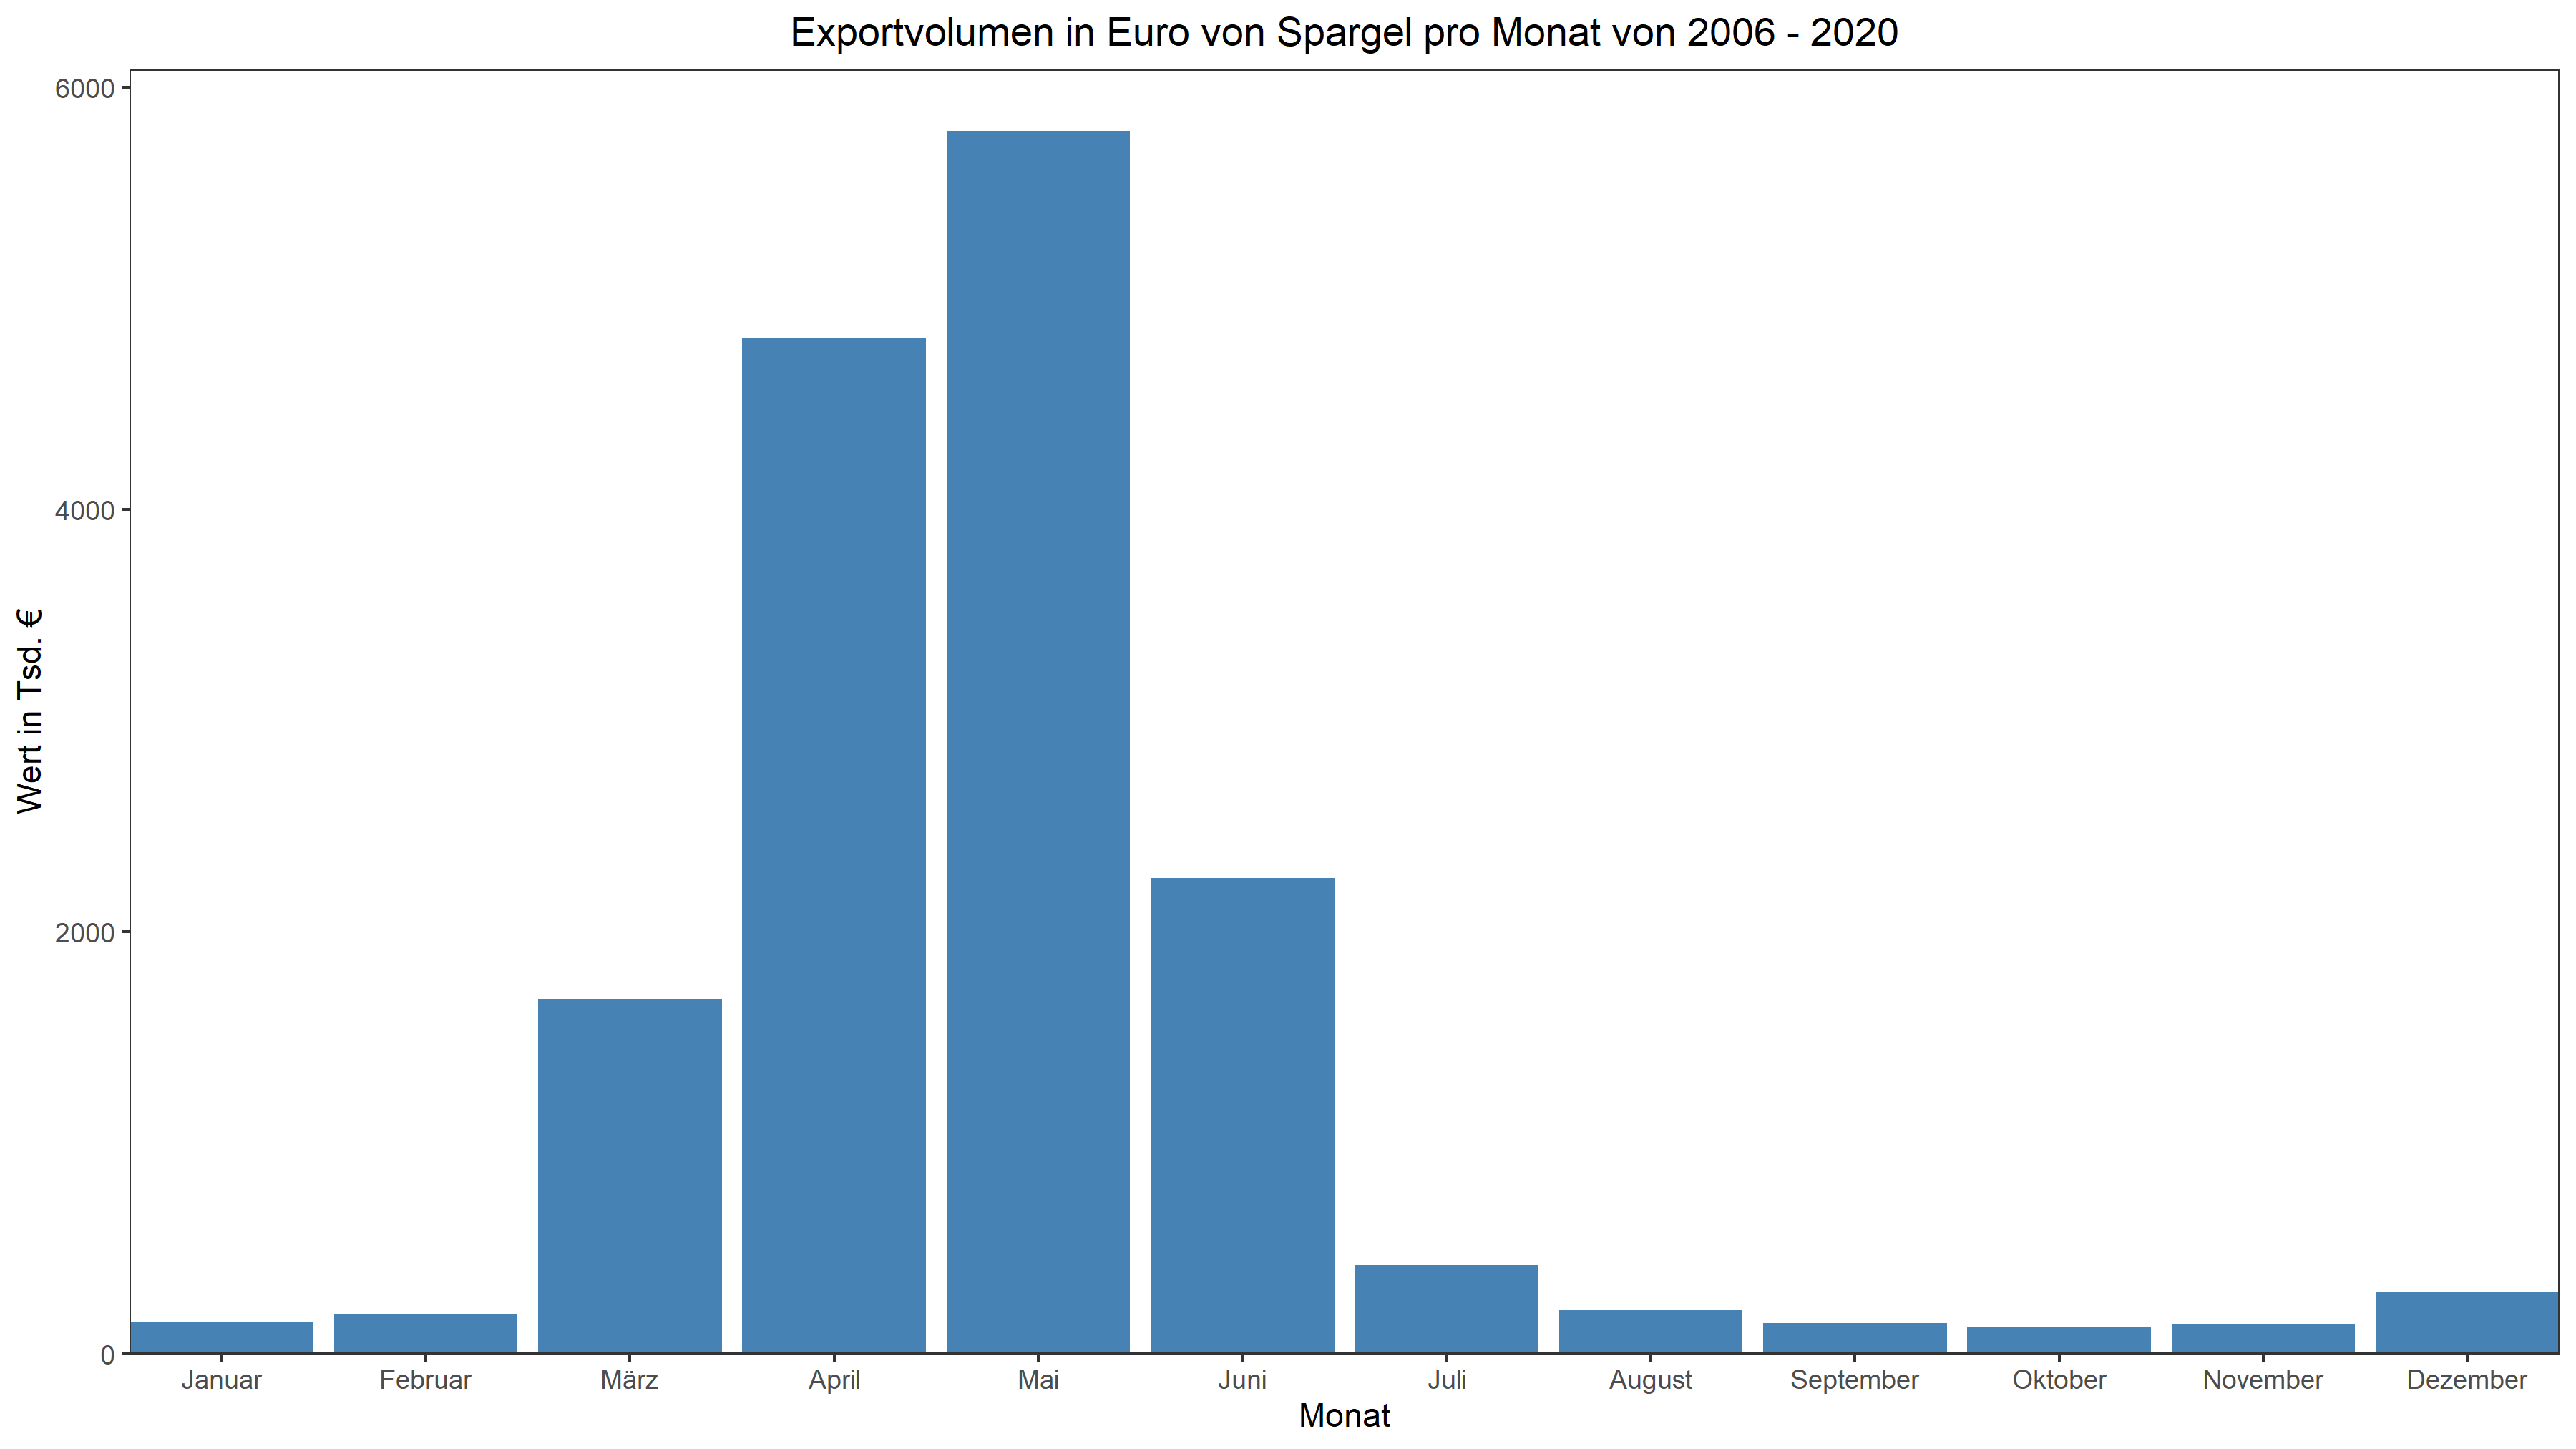 Exportvolumen in Euro von Spargel pro Monat von 2006 - 2020
6000
4000
2000
0
Wert in Tsd. €
Januar Februar März April Mai Juni Juli August September Oktober November Dezember
Monat